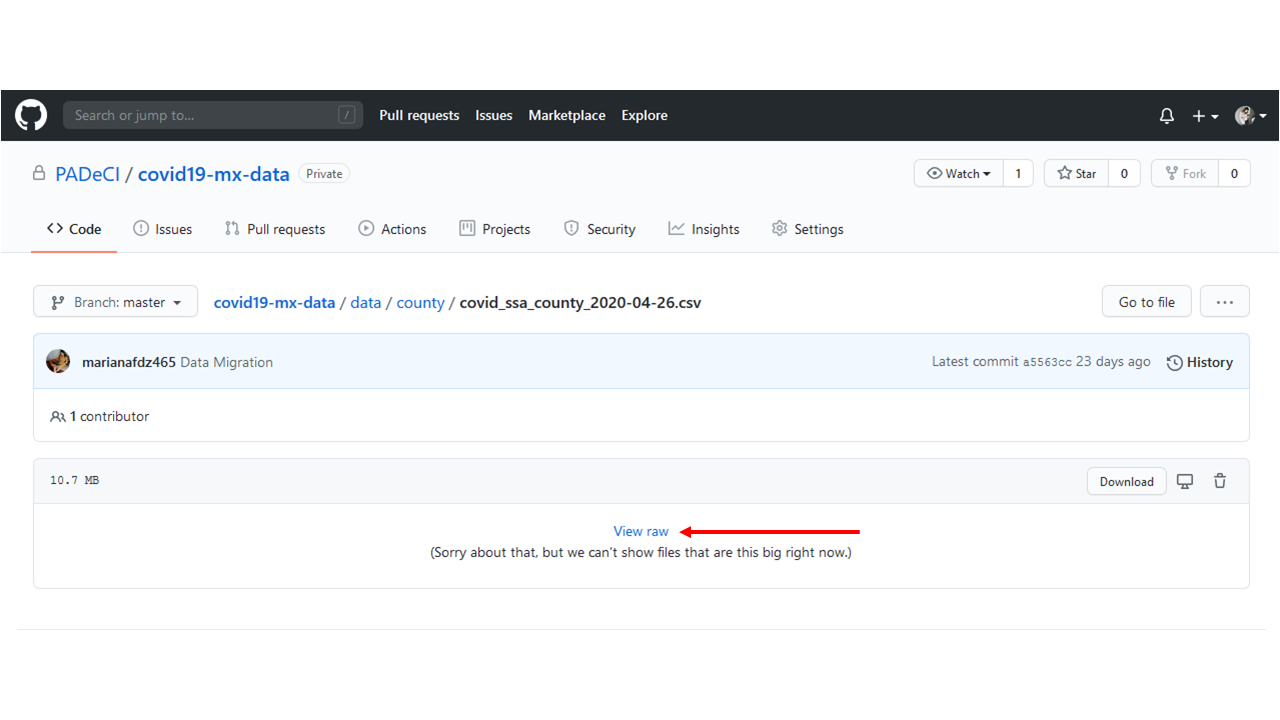 Search or jump to... / Pull requests Issues Marketplace Explore
PADeCI / covid19-mx-data Private Watch 1 Star 0 Fork 0
Code Issues Pull requests Actions Projects Security Insights Settings
Branch: master covid19-mx-data / data / county / covid_ssa_county_2020-04-26.csv Go to file ...
marianafdz465 Data Migration Latest commit a5563cc 23 days ago History
1 contributor
10.7 MB Download
View raw
(Sorry about that, but we can't show files that are this big right now.)